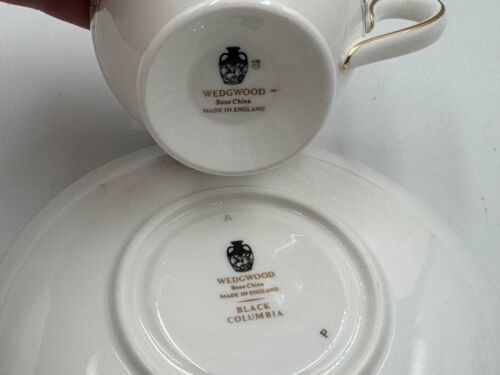 WEDGWOOD
Bone China
MADE IN ENGLAND
A
WEDGWOOD
Bone China
MADE IN ENGLAND
BLACK
COLUMBIA
P